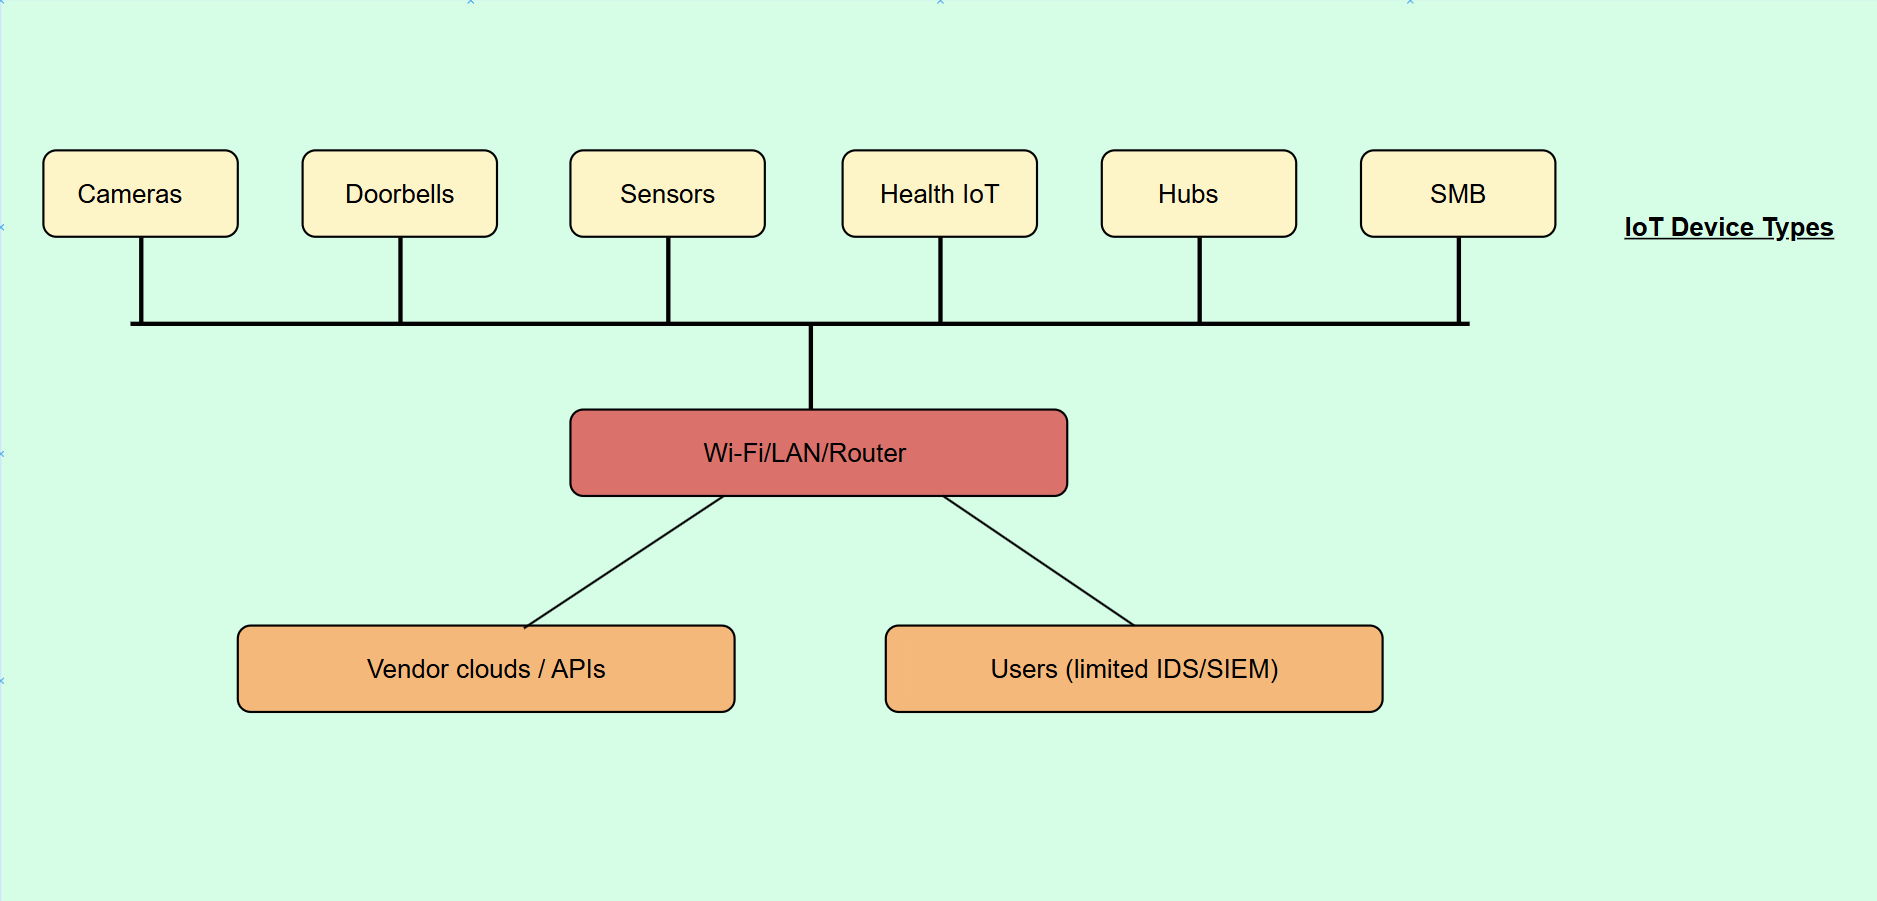 Cameras
Doorbells
Sensors
Health IoT
Hubs
SMB
IoT Device Types
Wi-Fi/LAN/Router
Vendor clouds / APIs
Users (limited IDS/SIEM)